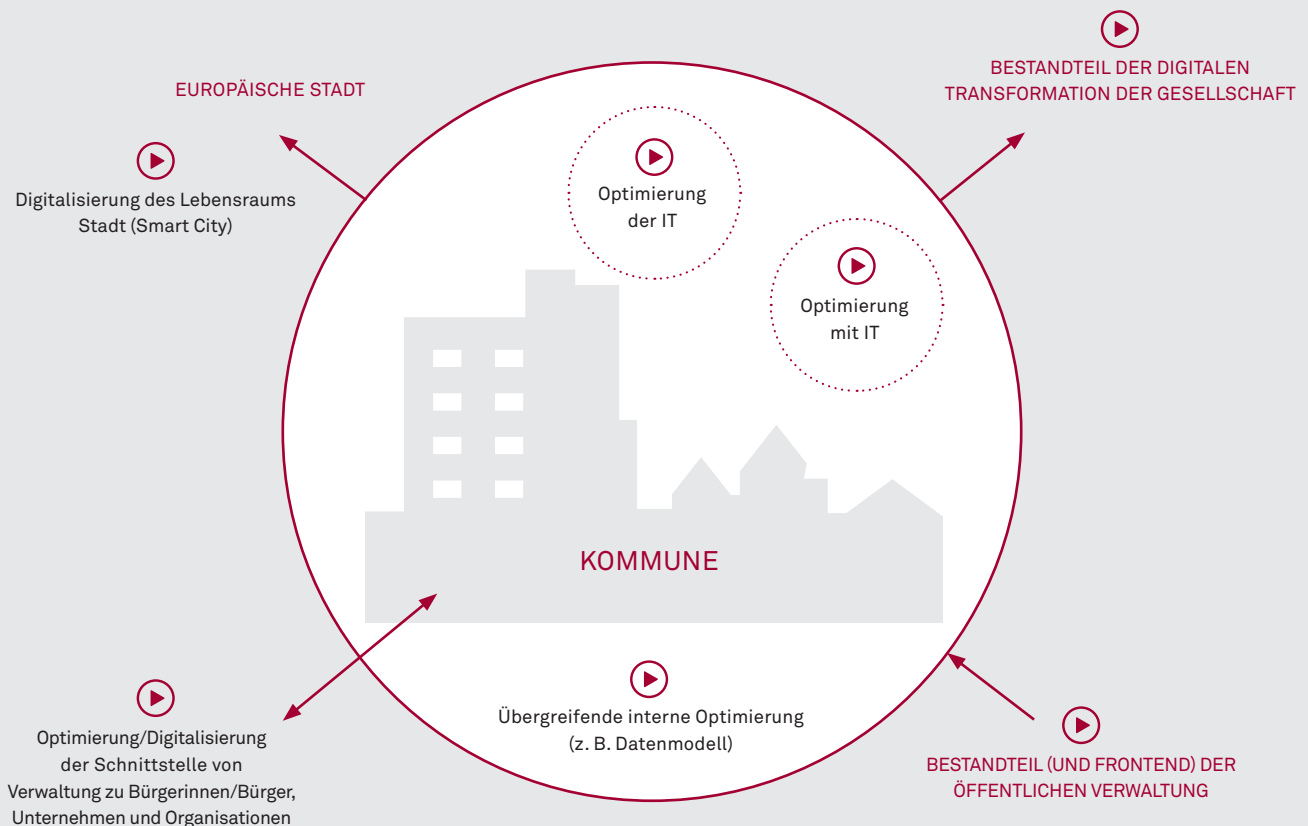 EUROPÄISCHE STADT
Digitalisierung des Lebensraums
Stadt (Smart City)
BESTANDTEIL DER DIGITALEN
TRANSFORMATION DER GESELLSCHAFT
Optimierung
der IT
Optimierung
mit IT
KOMMUNE
Übergreifende interne Optimierung
(z. B. Datenmodell)
Optimierung/Digitalisierung
der Schnittstelle von
Verwaltung zu Bürgerinnen/Bürger,
Unternehmen und Organisationen
BESTANDTEIL (UND FRONTEND) DER
ÖFFENTLICHEN VERWALTUNG